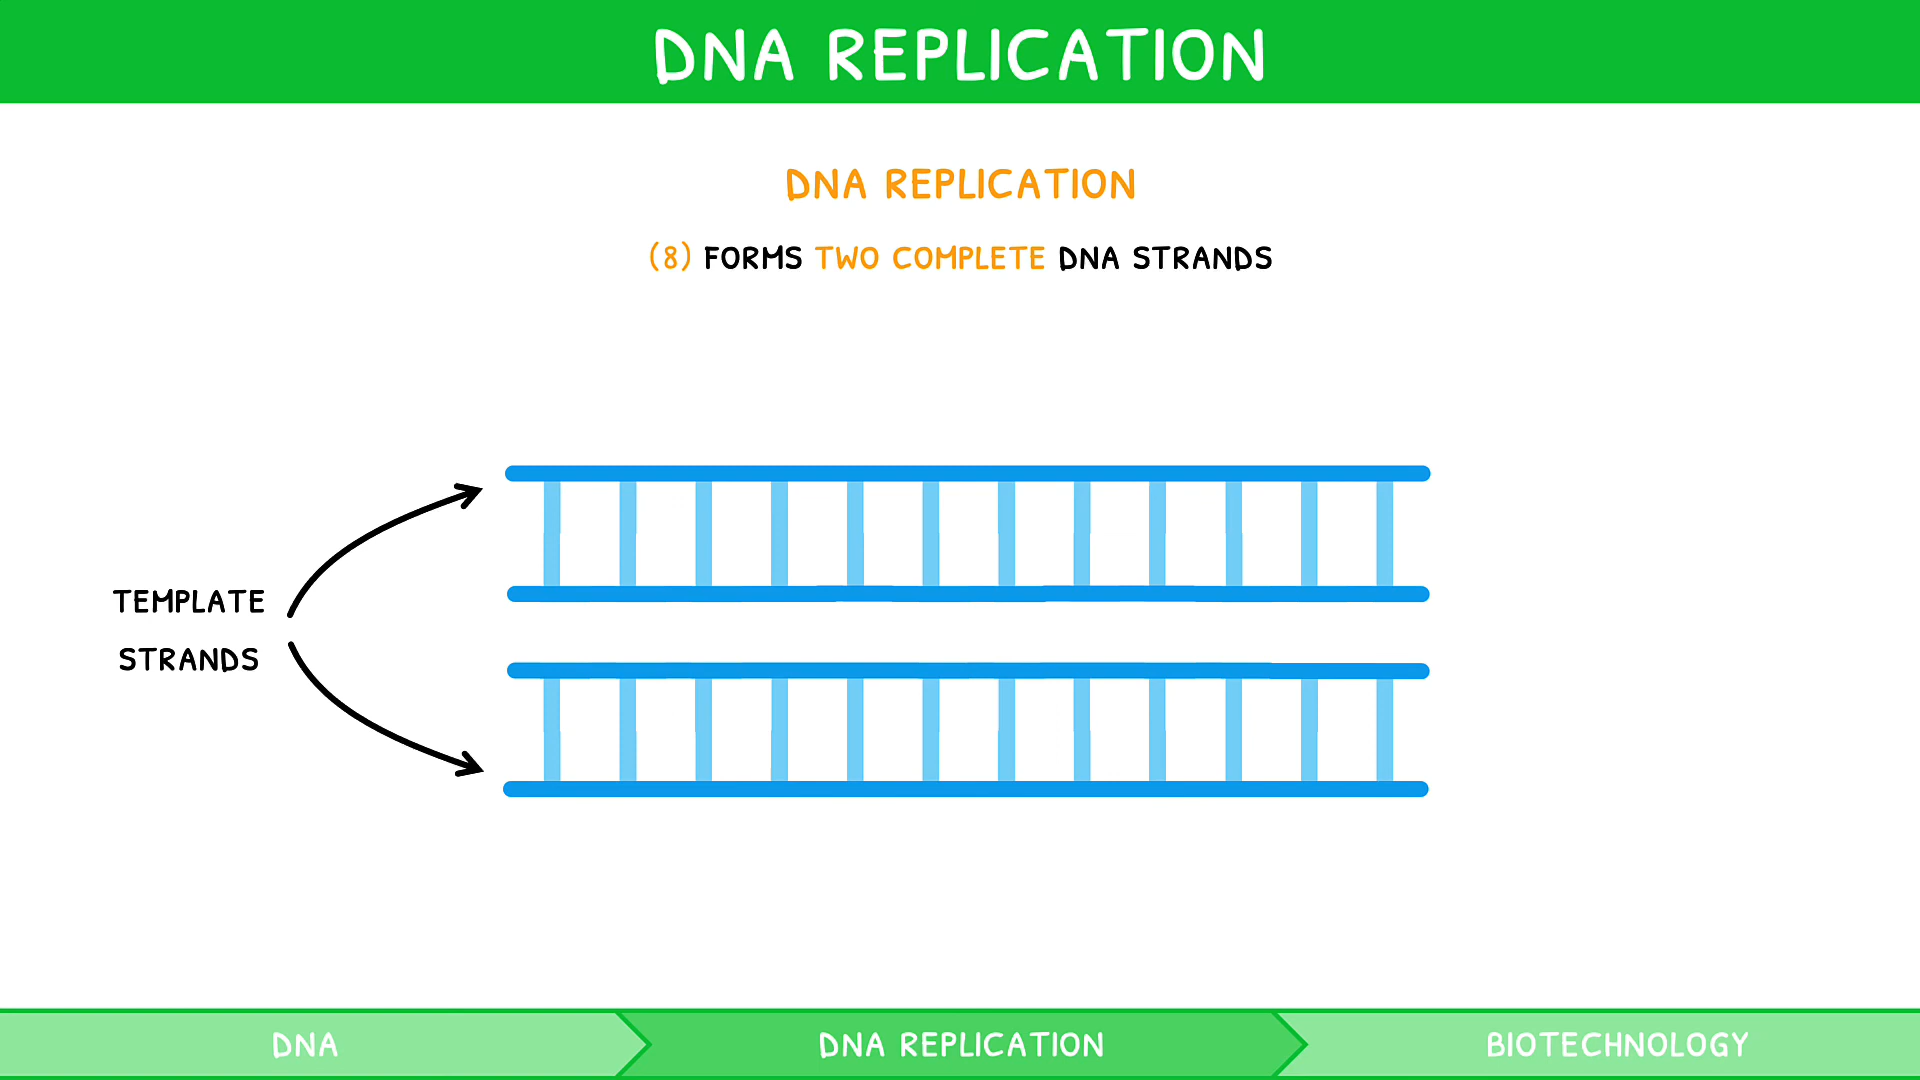 DNA REPLICATION
DNA REPLICATION
(8) FORMS TWO COMPLETE DNA STRANDS
TEMPLATE
STRANDS
DNA
DNA REPLICATION
BIOTECHNOLOGY